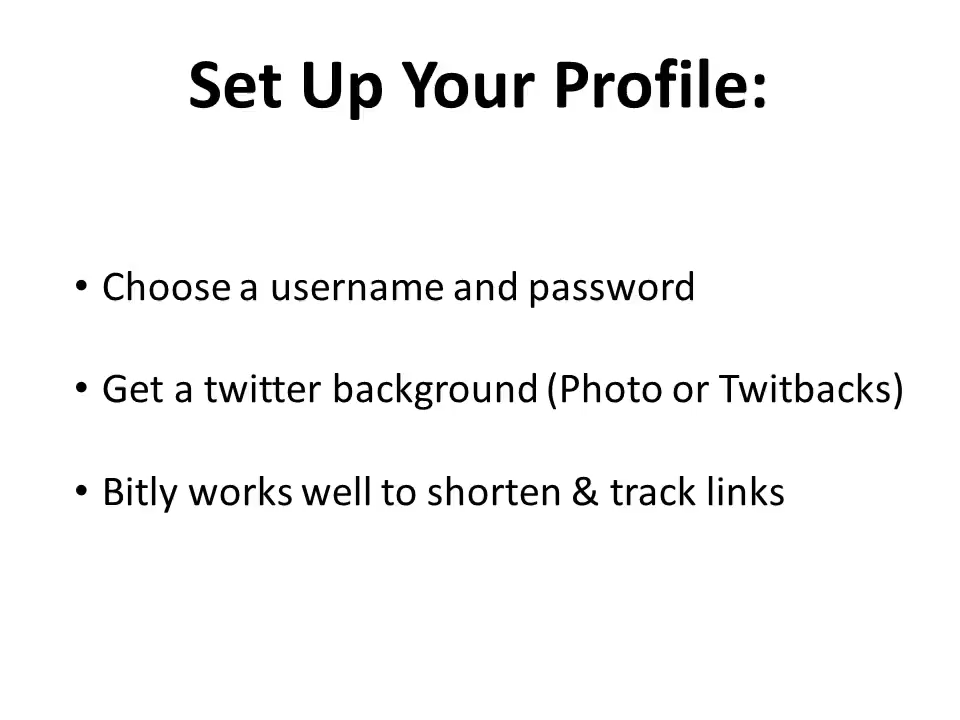 Set Up Your Profile:
• Choose a username and password
• Get a twitter background (Photo or Twitbacks)
• Bitly works well to shorten & track links